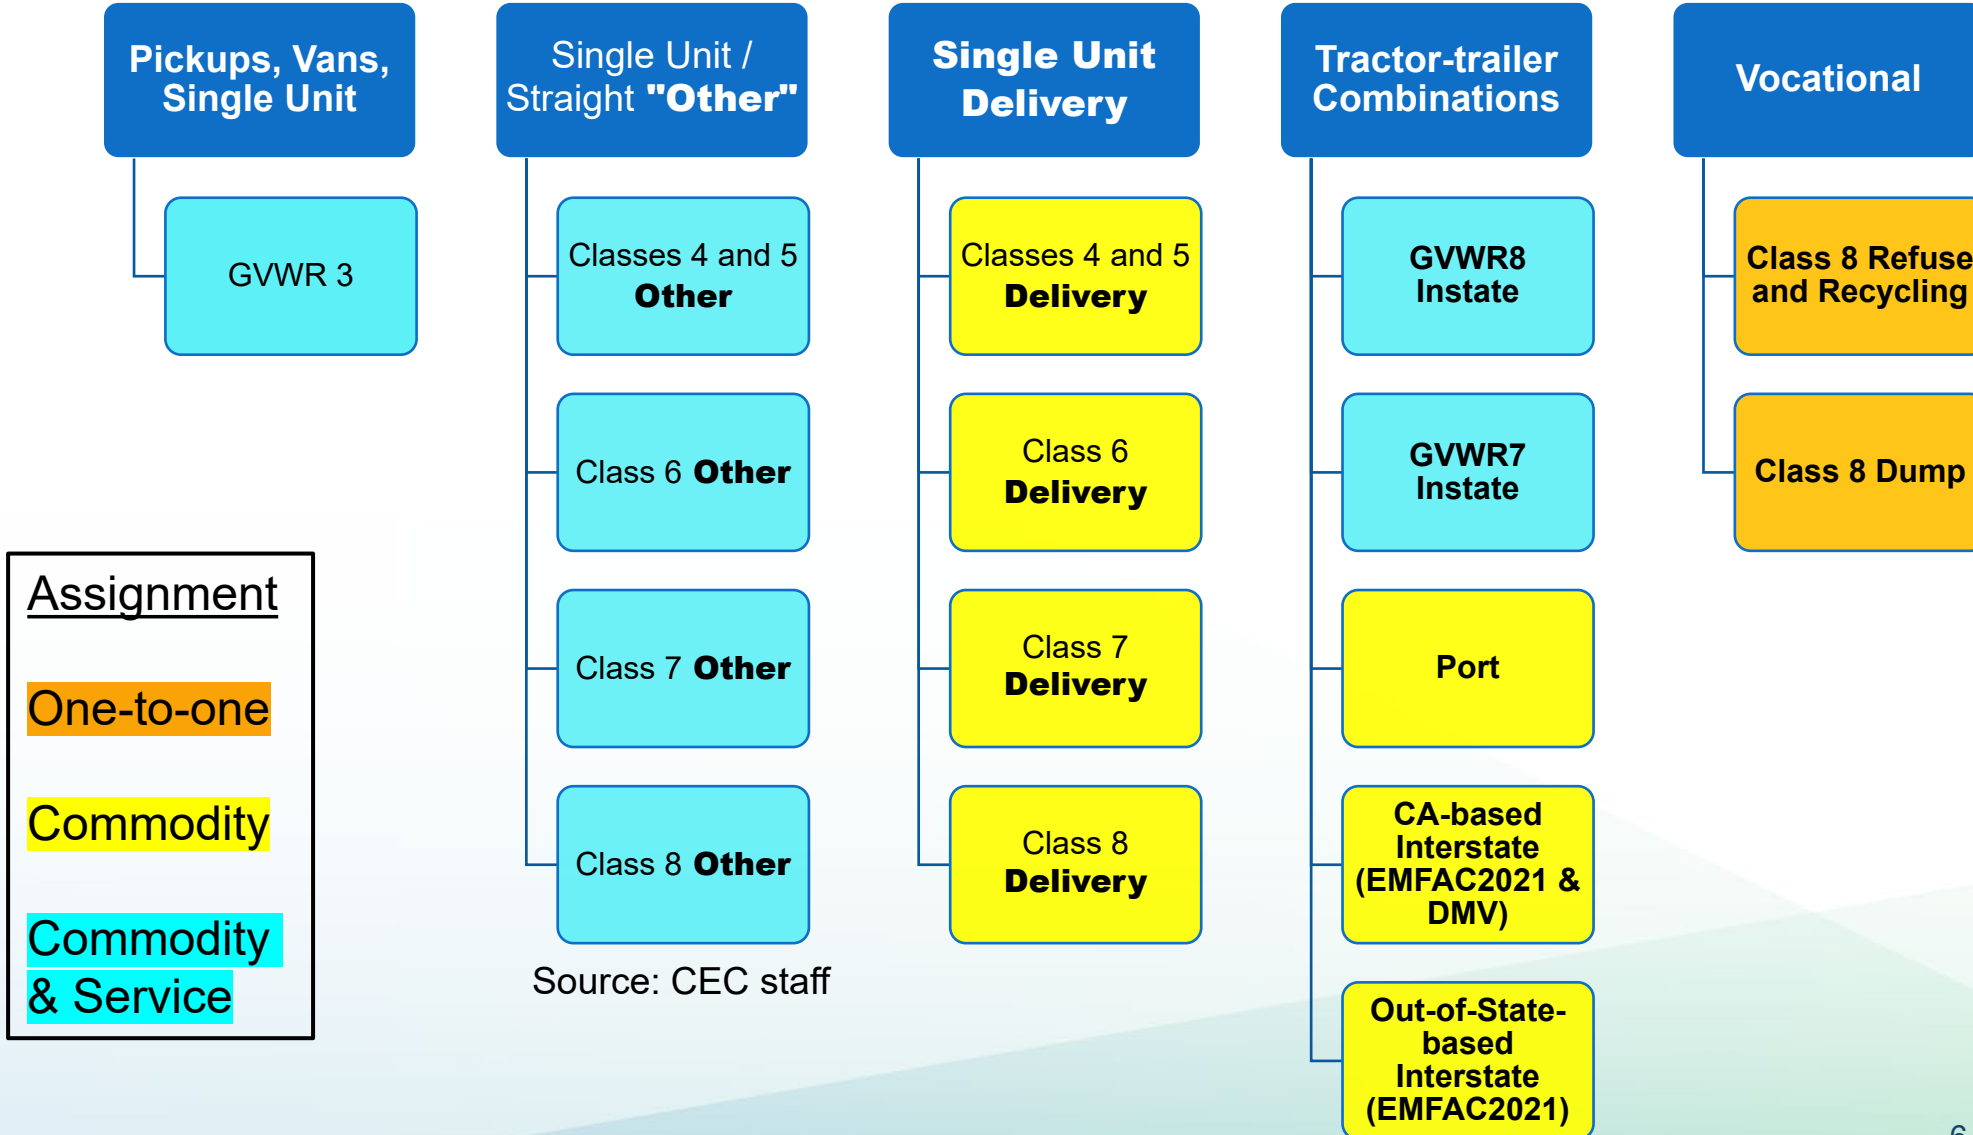 Pickups, Vans,
Single Unit
GVWR 3
Single Unit /
Straight "Other"
Classes 4 and 5
Other
Class 6 Other
Class 7 Other
Class 8 Other
Single Unit
Delivery
Classes 4 and 5
Delivery
Class 6
Delivery
Class 7
Delivery
Class 8
Delivery
Tractor-trailer
Combinations
GVWR8
Instate
GVWR7
Instate
Port
CA-based
Interstate
(EMFAC2021 &
DMV)
Out-of-State-
based
Interstate
(EMFAC2021)
Vocational
Class 8 Refuse
and Recycling
Class 8 Dump
Assignment
One-to-one
Commodity
Commodity
& Service
Source: CEC staff